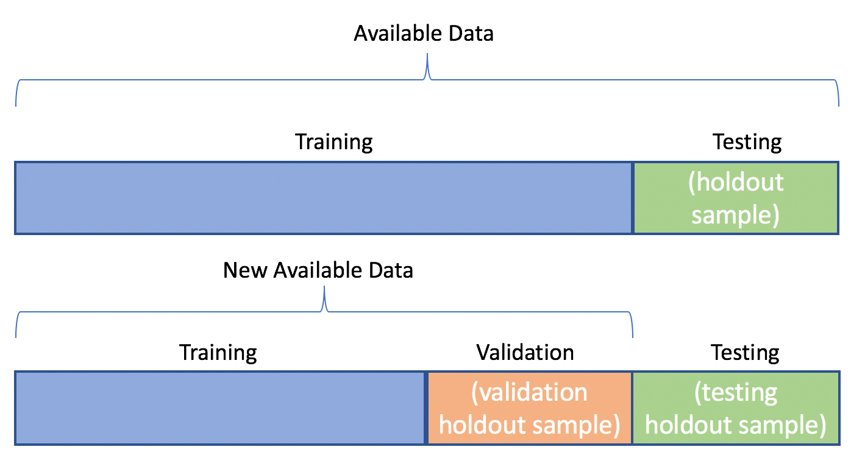 Available Data
Training
Testing
(holdout
sample)
New Available Data
Training
Validation
Testing
(validation
holdout sample)
(testing
holdout sample)